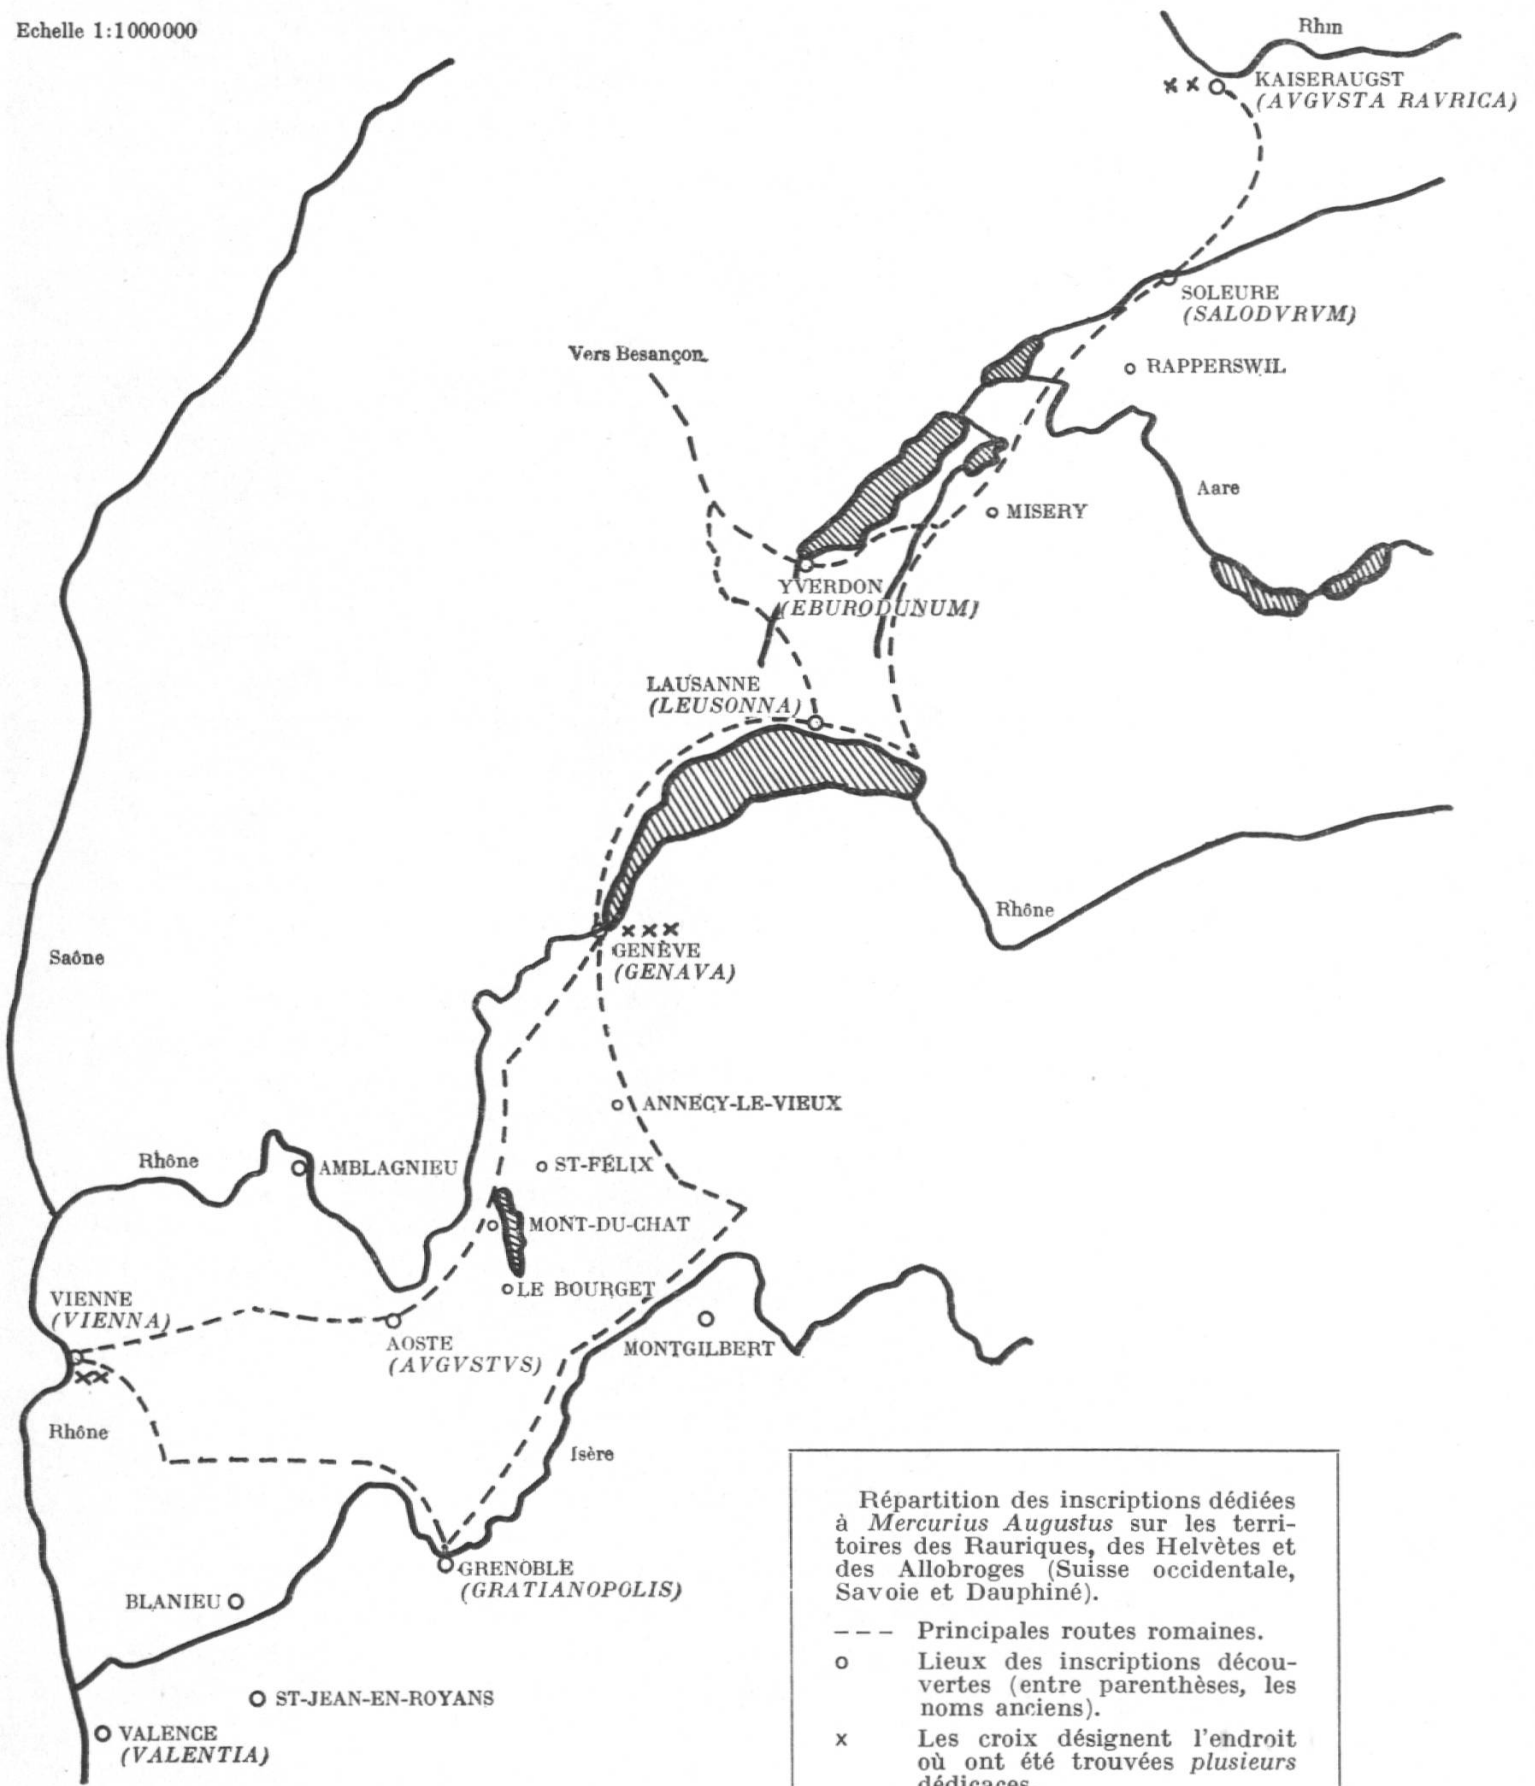 Echelle 1:1000000
Rhin
KAISERAUGST
(AVGVSTA RAVRICA)
SOLEURE
(SALODVRVM)
Vers Besançon
RAPPERSWIL
Aare
MISERY
YVERDON
(EBURODUNUM)
LAUSANNE
(LEUSONNA)
Rhône
Saône
GENÈVE
(GENAVA)
ANNECY-LE-VIEUX
Rhône
AMBLAGNIEU
ST-FÉLIX
MONT-DU-CHAT
LE BOURGET
VIENNE
(VIENNA)
AOSTE
(AVGVSTVS)
MONTGILBERT
Rhône
Isère
GRENOBLE
(GRATIANOPOLIS)
BLANIEU
ST-JEAN-EN-ROYANS
VALENCE
(VALENTIA)
Répartition des inscriptions dédiées
à Mercurius Augustus sur les terri-
toires des Rauriques, des Helvètes et
des Allobroges (Suisse occidentale,
Savoie et Dauphiné).
--- Principales routes romaines.
o Lieux des inscriptions décou-
vertes (entre parenthèses, les
noms anciens).
x Les croix désignent l'endroit
où ont été trouvées plusieurs
dédicaces